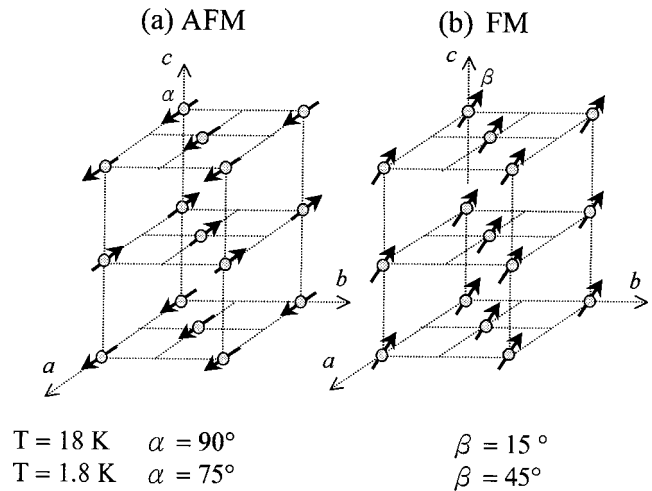 (a) AFM
(b) FM
c
α
b
a
c
β
b
a
T = 18 K α = 90°
T = 1.8 K α = 75°
β = 15 °
β = 45°